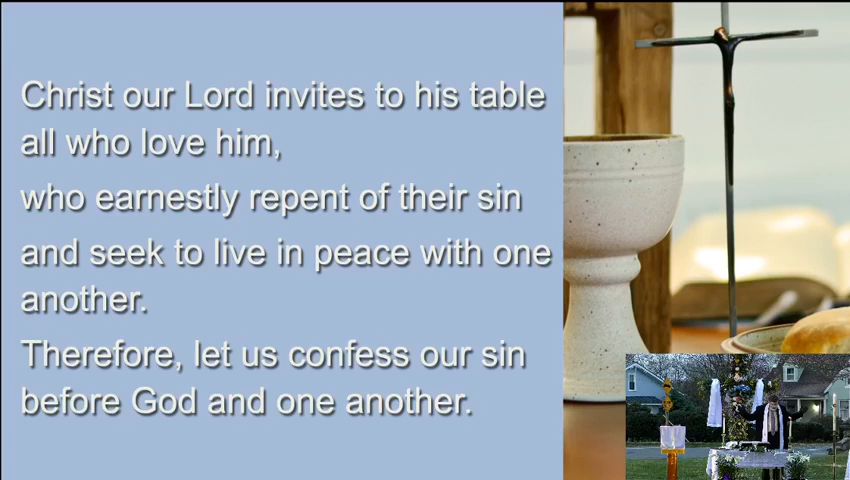 Christ our Lord invites to his table
all who love him,
who earnestly repent of their sin
and seek to live in peace with one
another.
Therefore, let us confess our sin
before God and one another.